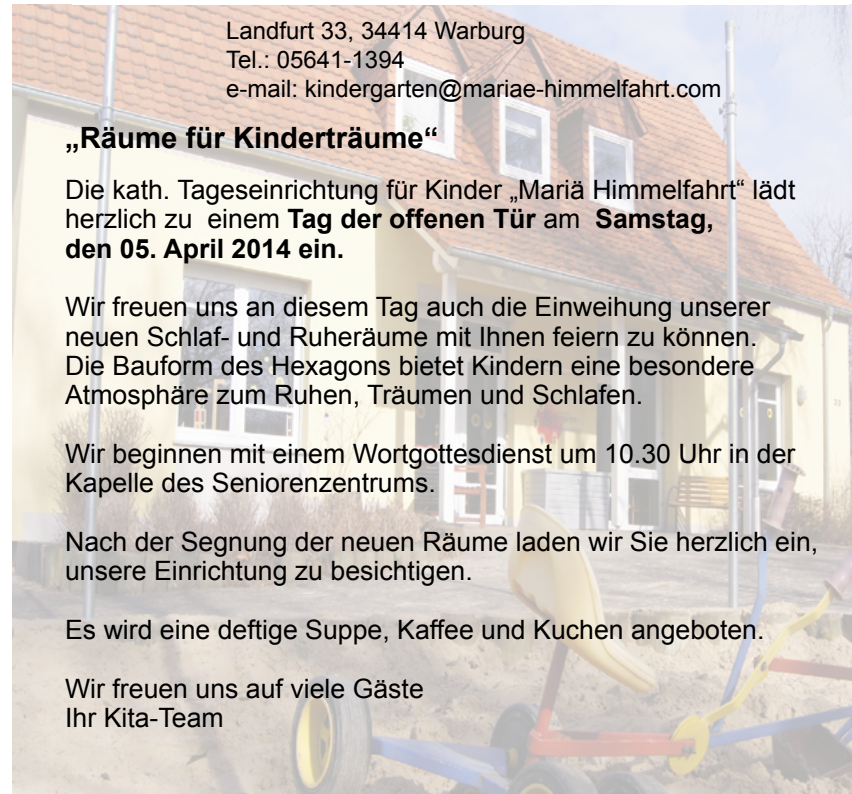 Landfurt 33, 34414 Warburg
Tel.: 05641-1394
e-mail: kindergarten@mariae-himmelfahrt.com
„Räume für Kinderträume“
Die kath. Tageseinrichtung für Kinder „Mariä Himmelfahrt“ lädt
herzlich zu einem Tag der offenen Tür am Samstag,
den 05. April 2014 ein.
Wir freuen uns an diesem Tag auch die Einweihung unserer
neuen Schlaf- und Ruheräume mit Ihnen feiern zu können.
Die Bauform des Hexagons bietet Kindern eine besondere
Atmosphäre zum Ruhen, Träumen und Schlafen.
Wir beginnen mit einem Wortgottesdienst um 10.30 Uhr in der
Kapelle des Seniorenzentrums.
Nach der Segnung der neuen Räume laden wir Sie herzlich ein,
unsere Einrichtung zu besichtigen.
Es wird eine deftige Suppe, Kaffee und Kuchen angeboten.
Wir freuen uns auf viele Gäste
Ihr Kita-Team